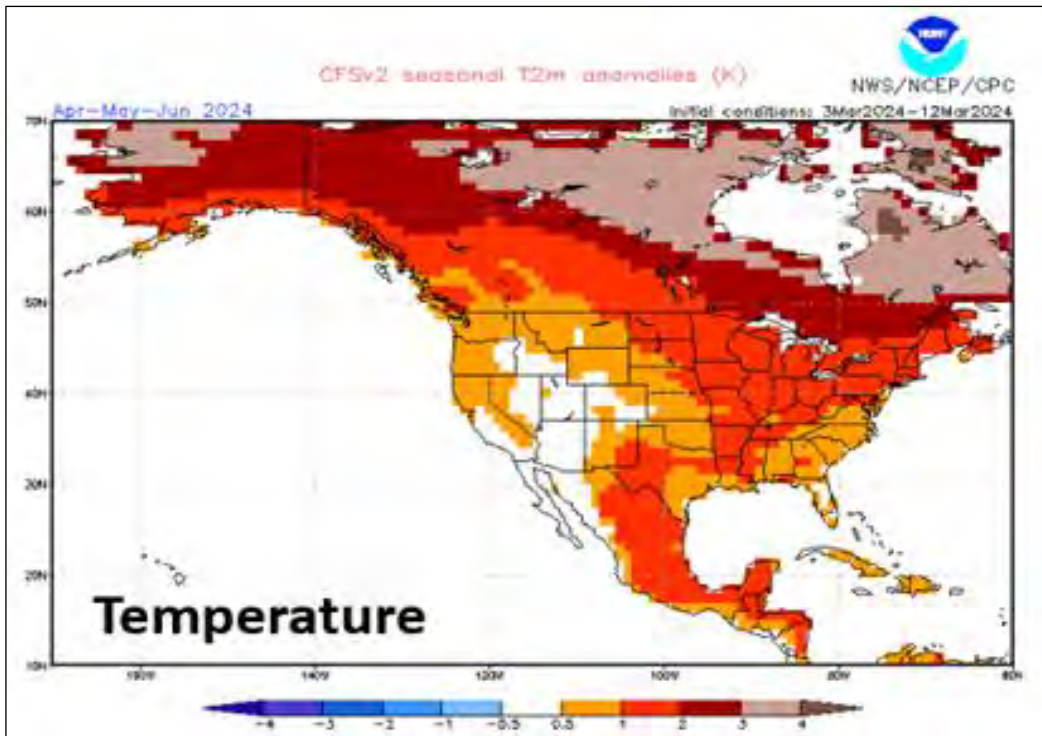 CFSv2 seasonal T2m anomalies (K)
NWS/NCEP/CPC
Apr-May-Jun 2024
Initial conditions: 3Mar2024-12Mar2024
70N
60N
50N
40N
30N
20N
10N
Temperature
160W
140W
120W
100W
80W
60W
-4 -3 -2 -1 -0.5 0.5 1 2 3 4